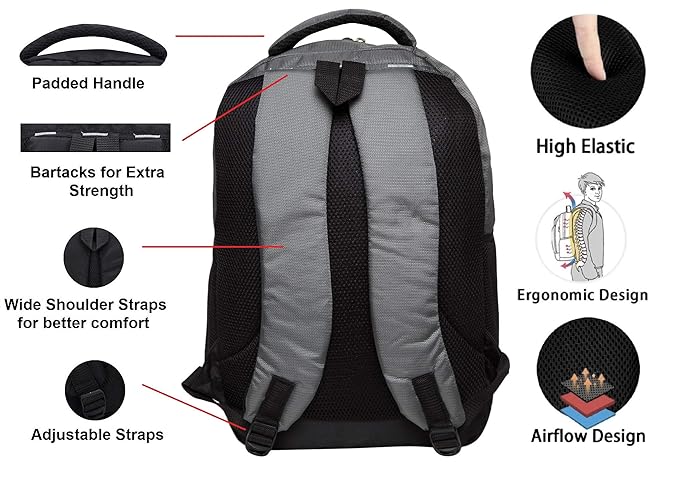 Padded Handle
Bartacks for Extra
Strength
Wide Shoulder Straps
for better comfort
Adjustable Straps
High Elastic
Ergonomic Design
Airflow Design